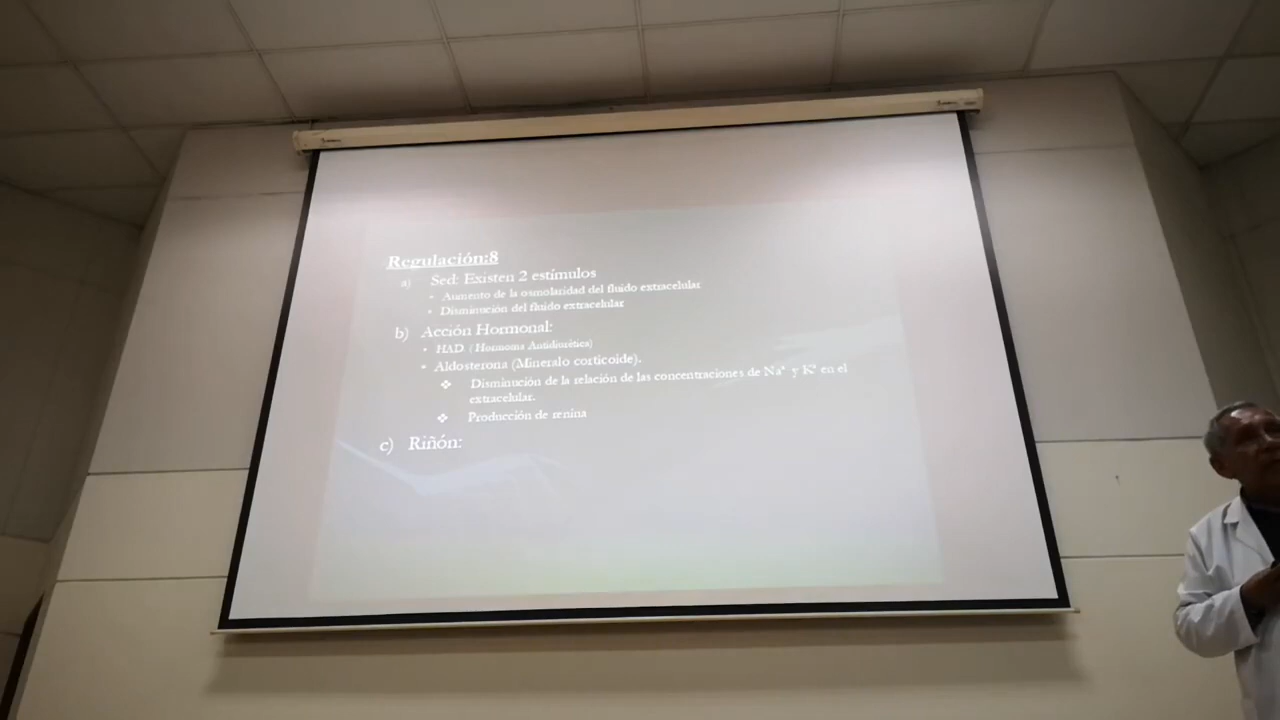 Regulación:8
a) Sed: Existen 2 estímulos
• Aumento de la osmolaridad del fluido extracelular
• Disminución del fluido extracelular
b) Acción Hormonal:
• HAD. ( Hormona Antidiurética)
• Aldosterona (Mineralo corticoide).
❖ Disminución de la relación de las concentraciones de Na⁺ y K⁺ en el
extracelular.
❖ Producción de renina
c) Riñón: